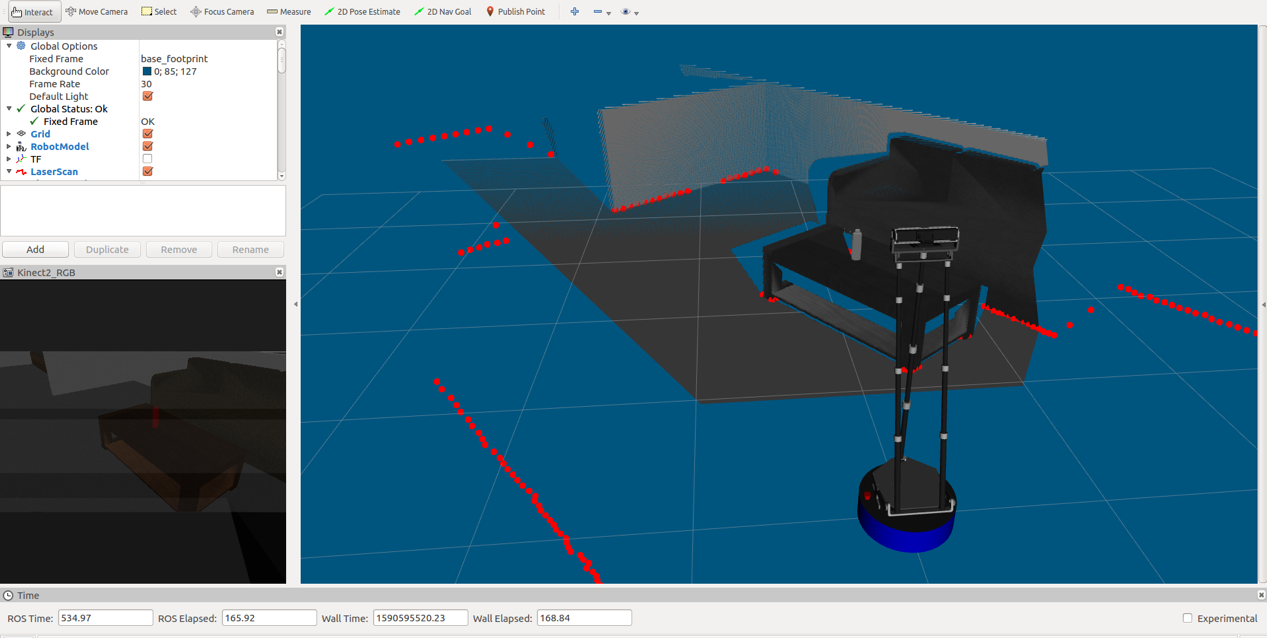 Interact Move Camera Select Focus Camera Measure 2D Pose Estimate 2D Nav Goal Publish Point
Displays
Global Options
Fixed Frame base_footprint
Background Color 0; 85; 127
Frame Rate 30
Default Light
Global Status: Ok
Fixed Frame OK
Grid
RobotModel
TF
LaserScan
Add Duplicate Remove Rename
Kinect2_RGB
Time
ROS Time: 534.97 ROS Elapsed: 165.92 Wall Time: 1590595520.23 Wall Elapsed: 168.84 Experimental